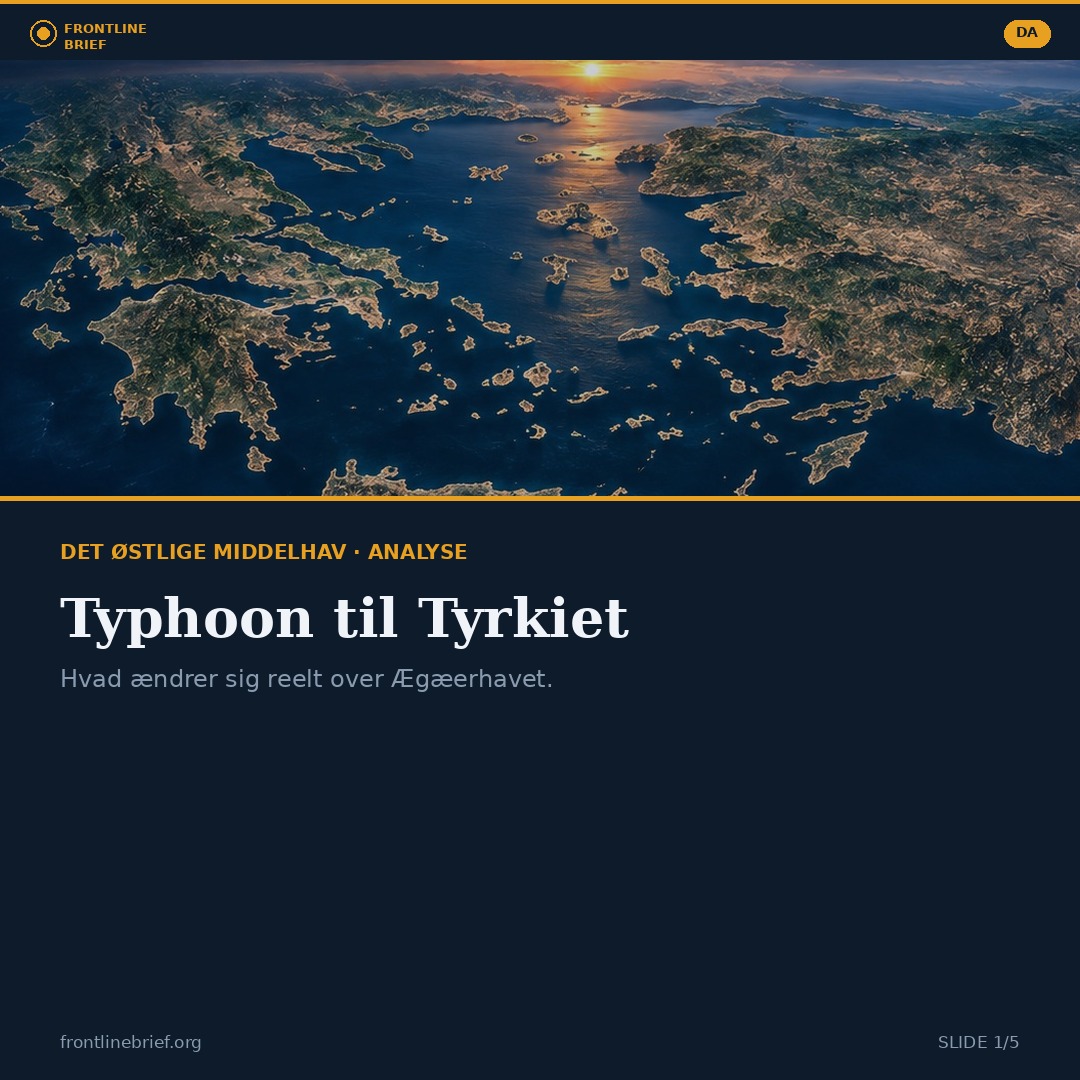 FRONTLINE
BRIEF
DA
DET ØSTLIGE MIDDELHAV · ANALYSE
Typhoon til Tyrkiet
Hvad ændrer sig reelt over Ægæerhavet.
frontlinebrief.org
SLIDE 1/5